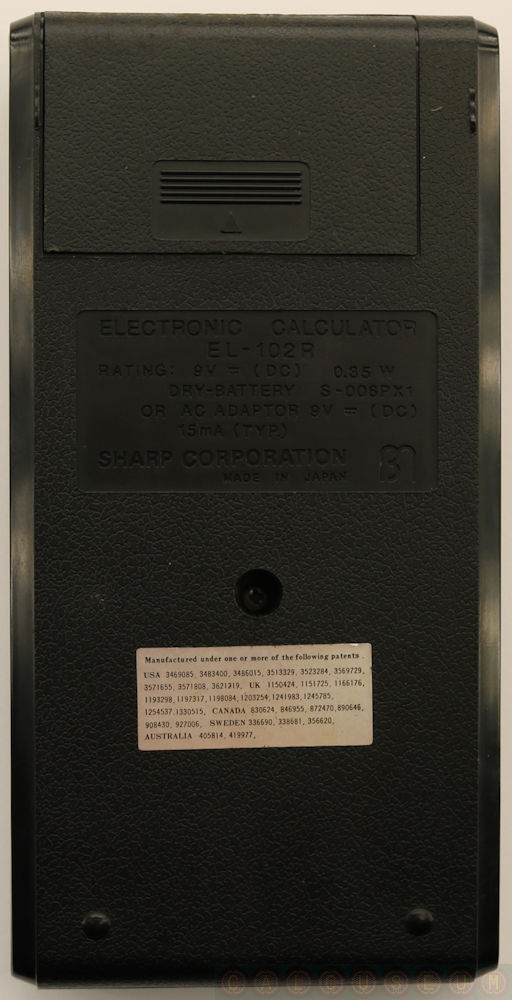 ELECTRONIC CALCULATOR
EL-102R
RATING: 9V = (DC) 0.35 W
DRY-BATTERY S-006PX1
OR AC ADAPTOR 9V = (DC)
15mA (TYP.)
SHARP CORPORATION
MADE IN JAPAN
Manufactured under one or more of the following patents.
USA 3469085, 3483400, 3486015, 3513329, 3523284, 3569729,
3571655, 3571808, 3621219, UK 1150424, 1151725, 1166176,
1193298, 1197317, 1198084, 1203254, 1241983, 1245785,
1254537, 1330515, CANADA 830624, 846955, 872470, 890646,
908430, 927006, SWEDEN 336690, 338681, 356620,
AUSTRALIA 405814, 419977,
CALCUSEUM